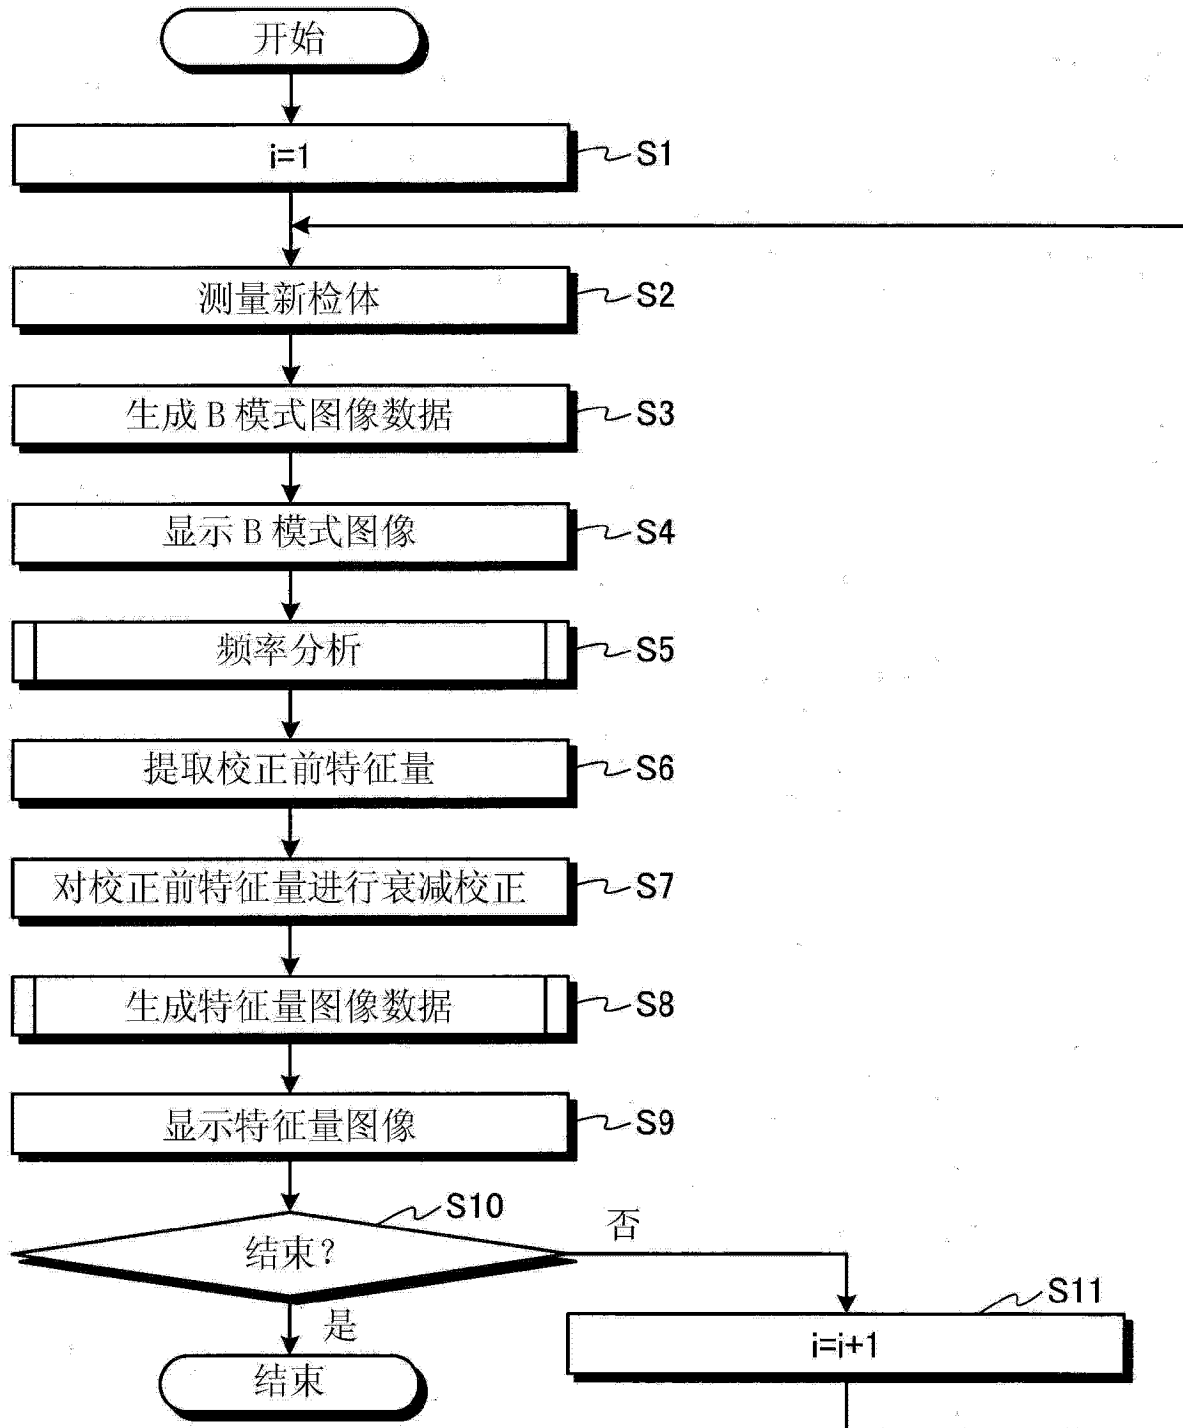 开始
i=1
S1
测量新检体
S2
生成 B 模式图像数据
S3
显示 B 模式图像
S4
频率分析
S5
提取校正前特征量
S6
对校正前特征量进行衰减校正
S7
生成特征量图像数据
S8
显示特征量图像
S9
S10
结束？
否
是
S11
i=i+1
结束